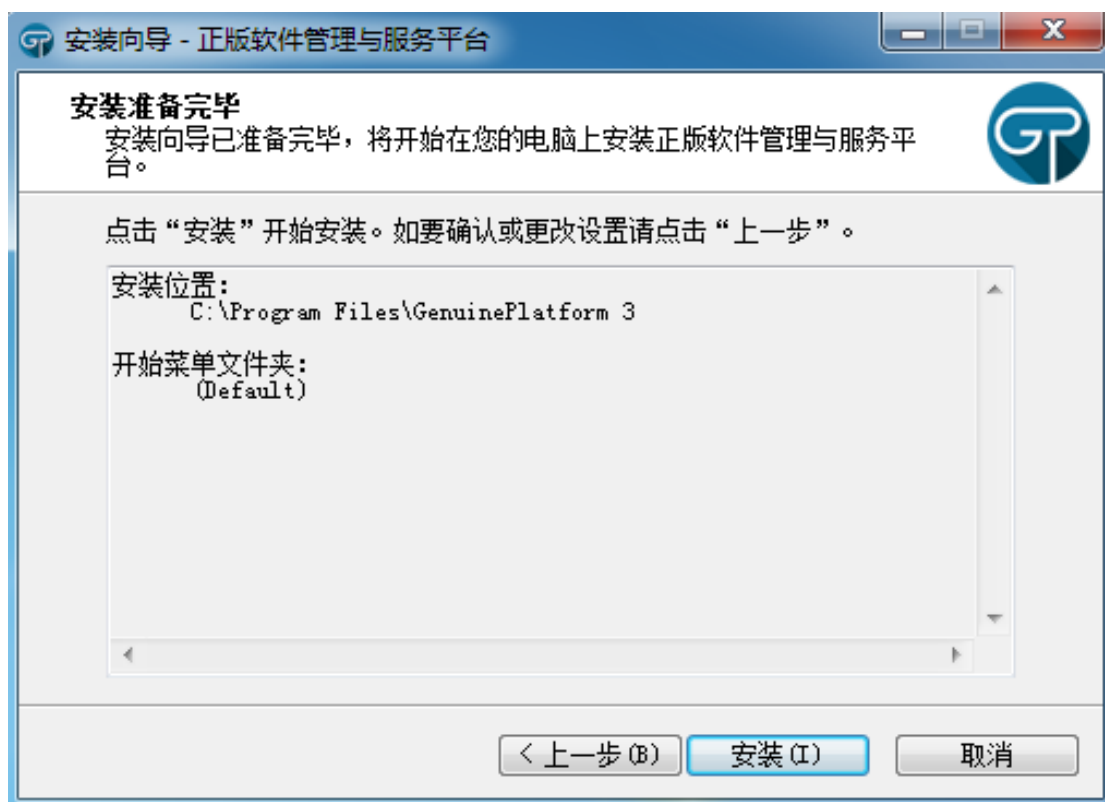 安装向导 - 正版软件管理与服务平台
安装准备完毕
安装向导已准备完毕，将开始在您的电脑上安装正版软件管理与服务平
台。
点击“安装”开始安装。如要确认或更改设置请点击“上一步”。
安装位置:
C:\Program Files\GenuinePlatform 3
开始菜单文件夹:
(Default)
< 上一步(B) 安装(I) 取消